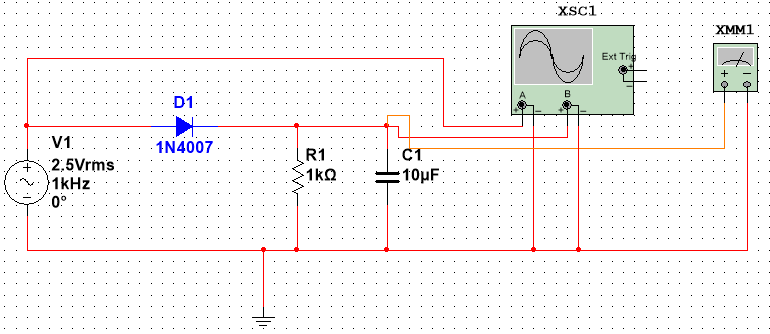 XSC1
XMM1
Ext Trig
+
−
A
B
+ −
+ −
+ −
D1
1N4007
V1
2.5Vrms
1kHz
0°
+
−
R1
1kΩ
C1
10µF